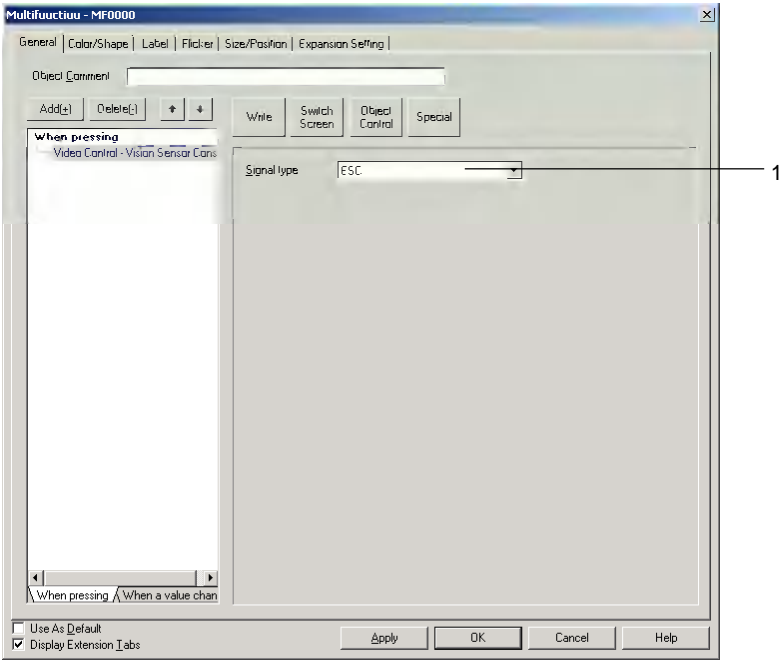 Multifuuctiuu - MF0000
General Color/Shape Label Flicker Size/Position Expansion Setting
Object Comment
Add(+) Delete(-)
Write Switch Screen Object Control Special
When pressing
Video Control - Vision Sensor Cons
Signal type ESC
1
When pressing When a value chan
Use As Default
Display Extension Tabs
Apply OK Cancel Help